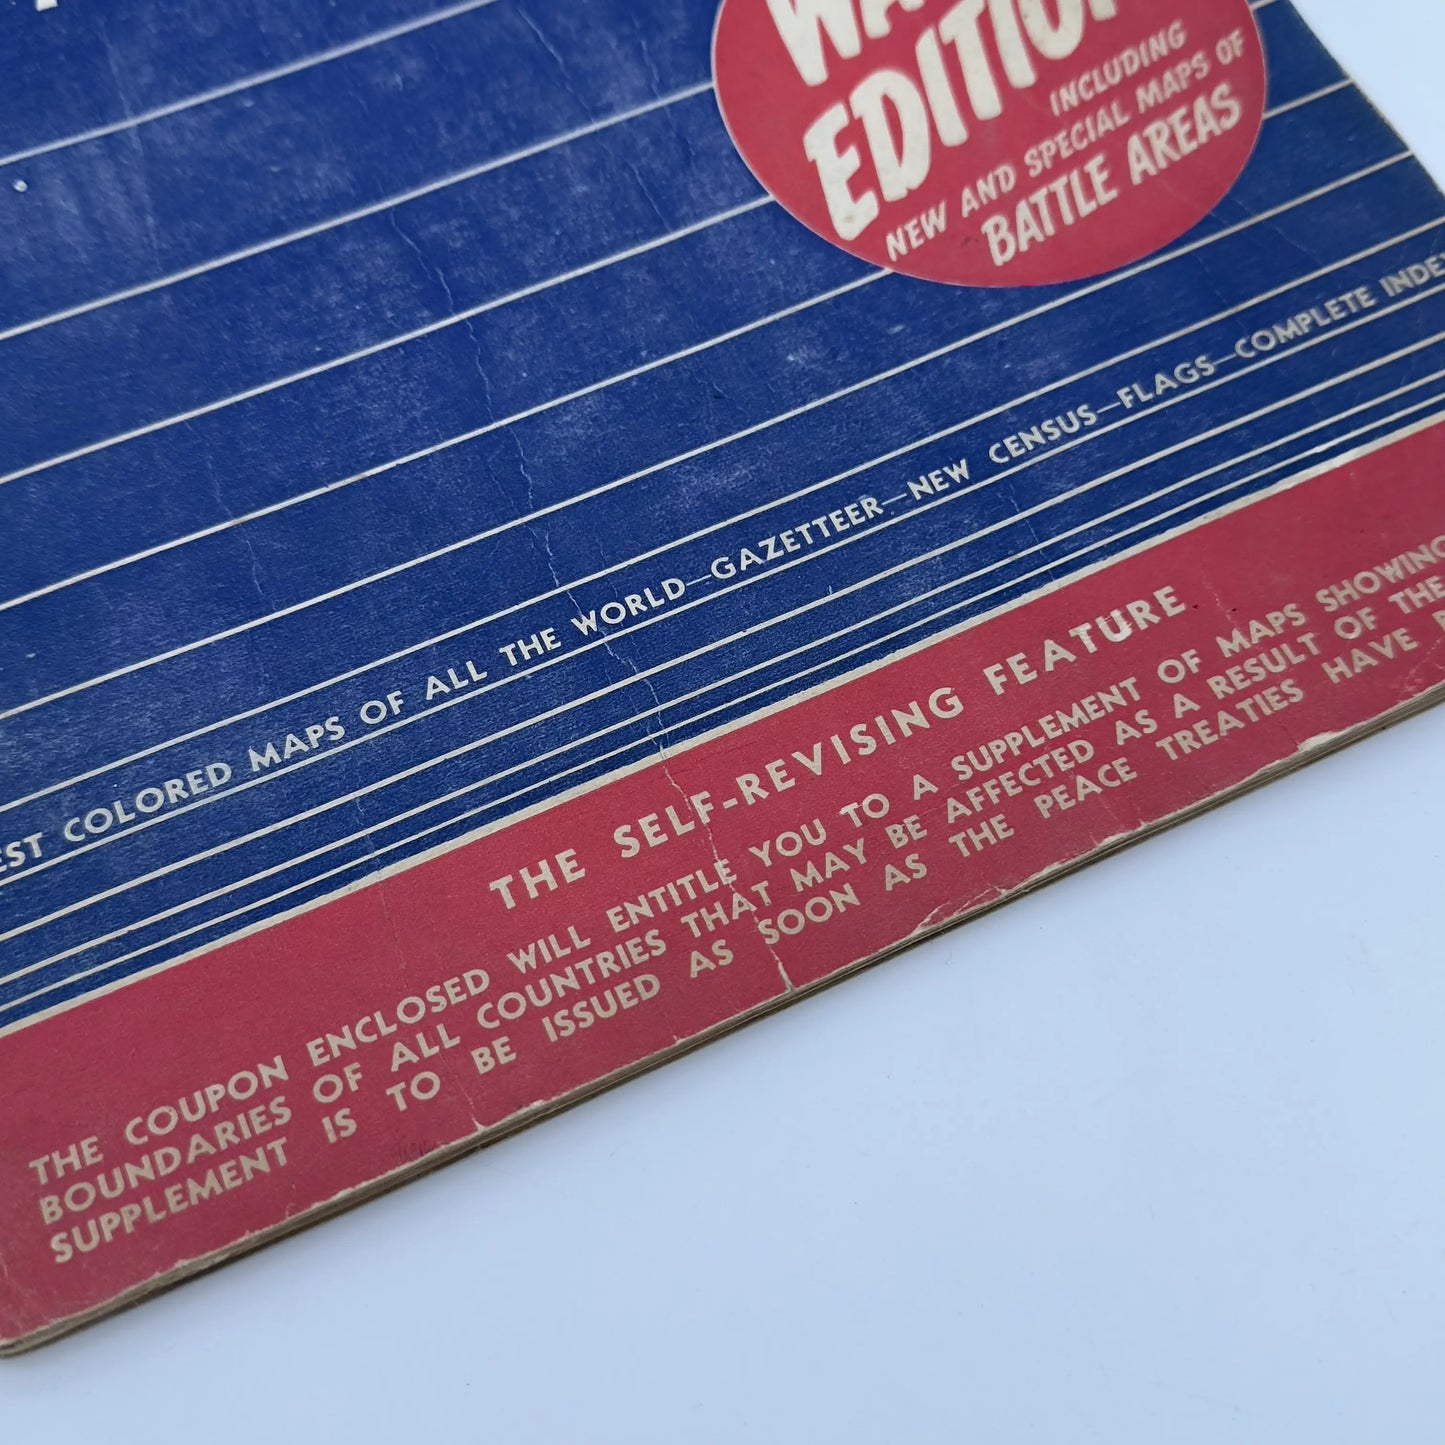 EDITION
INCLUDING
NEW AND SPECIAL MAPS OF
BATTLE AREAS
COLORED MAPS OF ALL THE WORLD—GAZETTEER—NEW CENSUS—FLAGS—COMPLETE INDEX
THE SELF-REVISING FEATURE
THE COUPON ENCLOSED WILL ENTITLE YOU TO A SUPPLEMENT OF MAPS SHOWING
BOUNDARIES OF ALL COUNTRIES THAT MAY BE AFFECTED AS A RESULT OF THE
SUPPLEMENT IS TO BE ISSUED AS SOON AS THE PEACE TREATIES HAVE